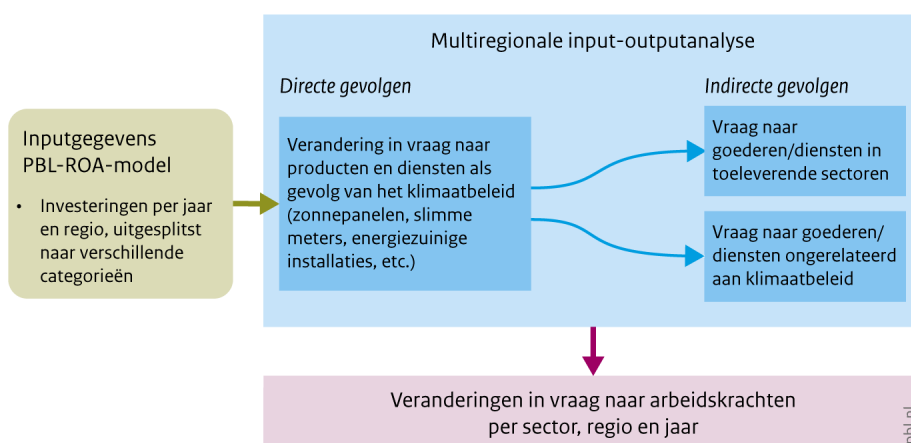 Multiregionale input-outputanalyse
Directe gevolgen
Indirecte gevolgen
Inputgegevens
PBL-ROA-model
• Investeringen per jaar
en regio, uitgesplitst
naar verschillende
categorieën
Verandering in vraag naar
producten en diensten als
gevolg van het klimaatbeleid
(zonnepanelen, slimme
meters, energiezuinige
installaties, etc.)
Vraag naar
goederen/diensten in
toeleverende sectoren
Vraag naar goederen/
diensten ongerelateerd
aan klimaatbeleid
Veranderingen in vraag naar arbeidskrachten
per sector, regio en jaar
pbl.nl